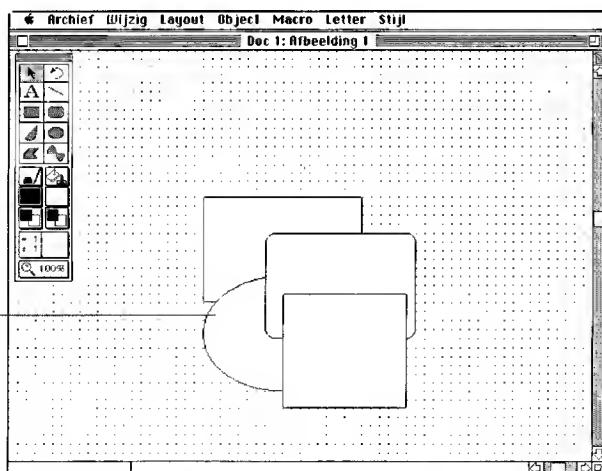 Archief Wijzig Layout Object Macro Letter Stijl
Doc 1: Afbeelding 1
A
100%